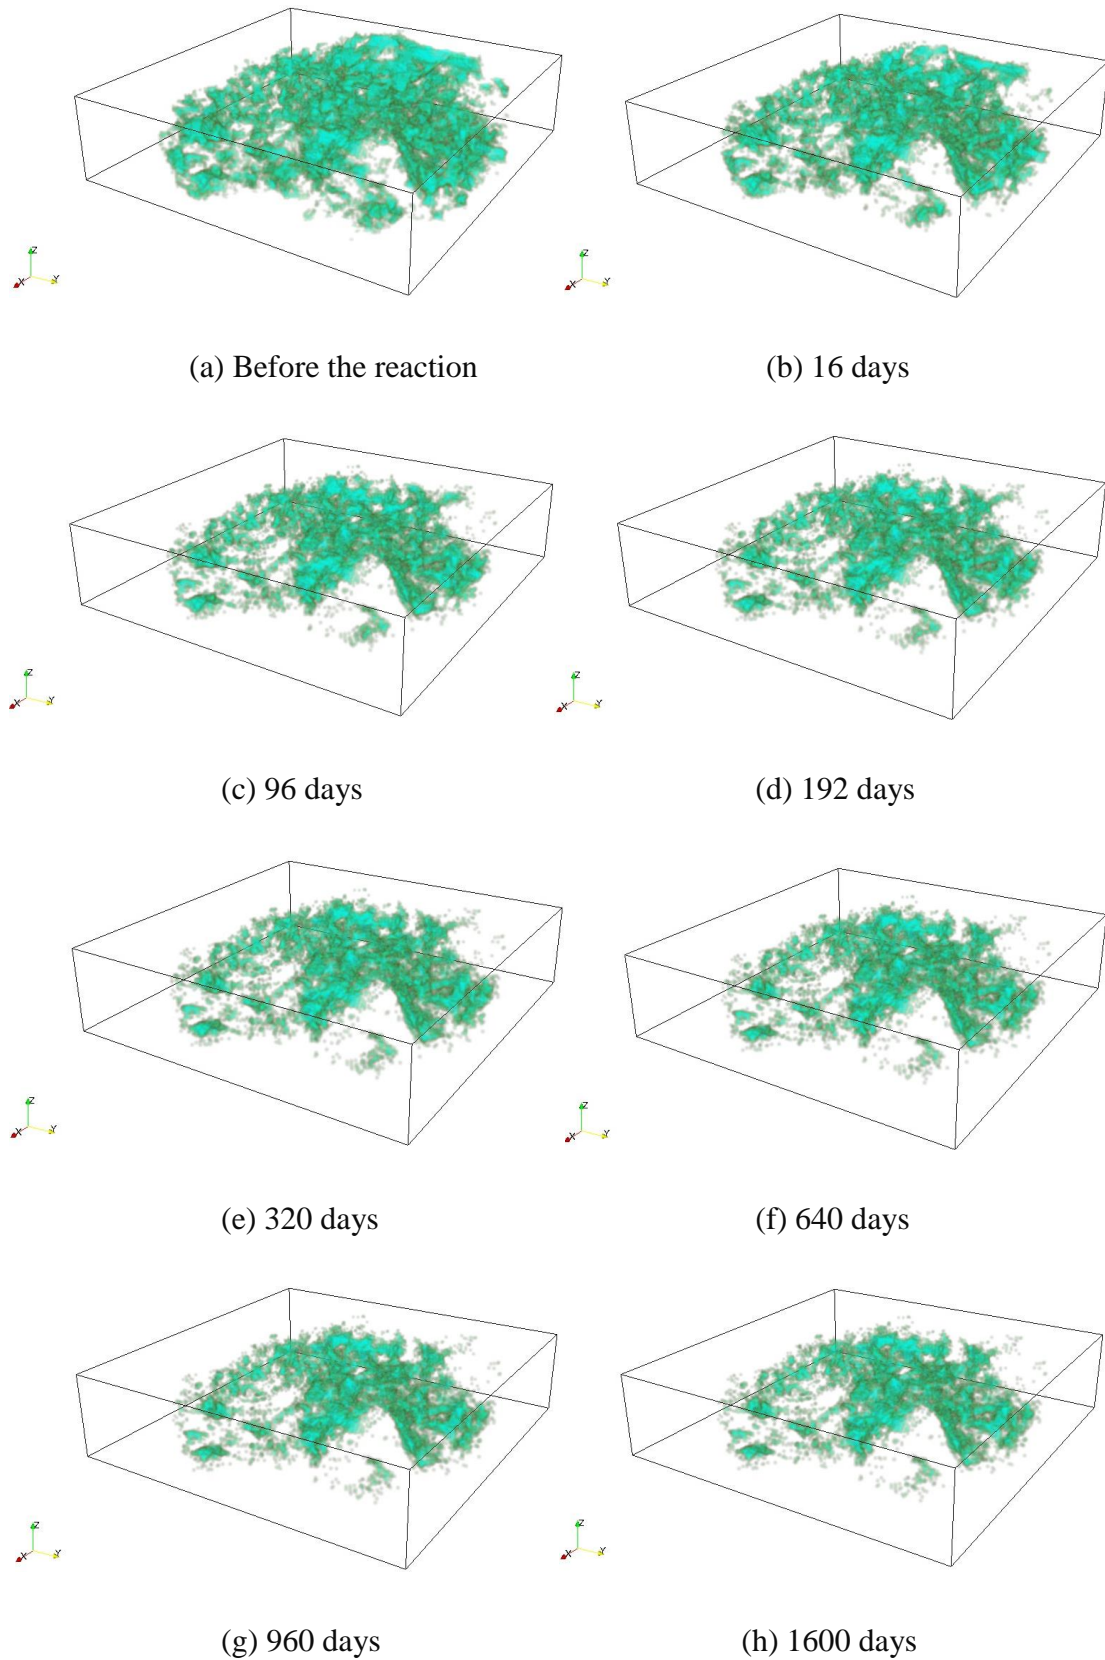 Z
X
Y
Z
X
Y
(a) Before the reaction
(b) 16 days
Z
X
Y
Z
X
Y
(c) 96 days
(d) 192 days
Z
X
Y
Z
X
Y
(e) 320 days
(f) 640 days
Z
X
Y
Z
X
Y
(g) 960 days
(h) 1600 days